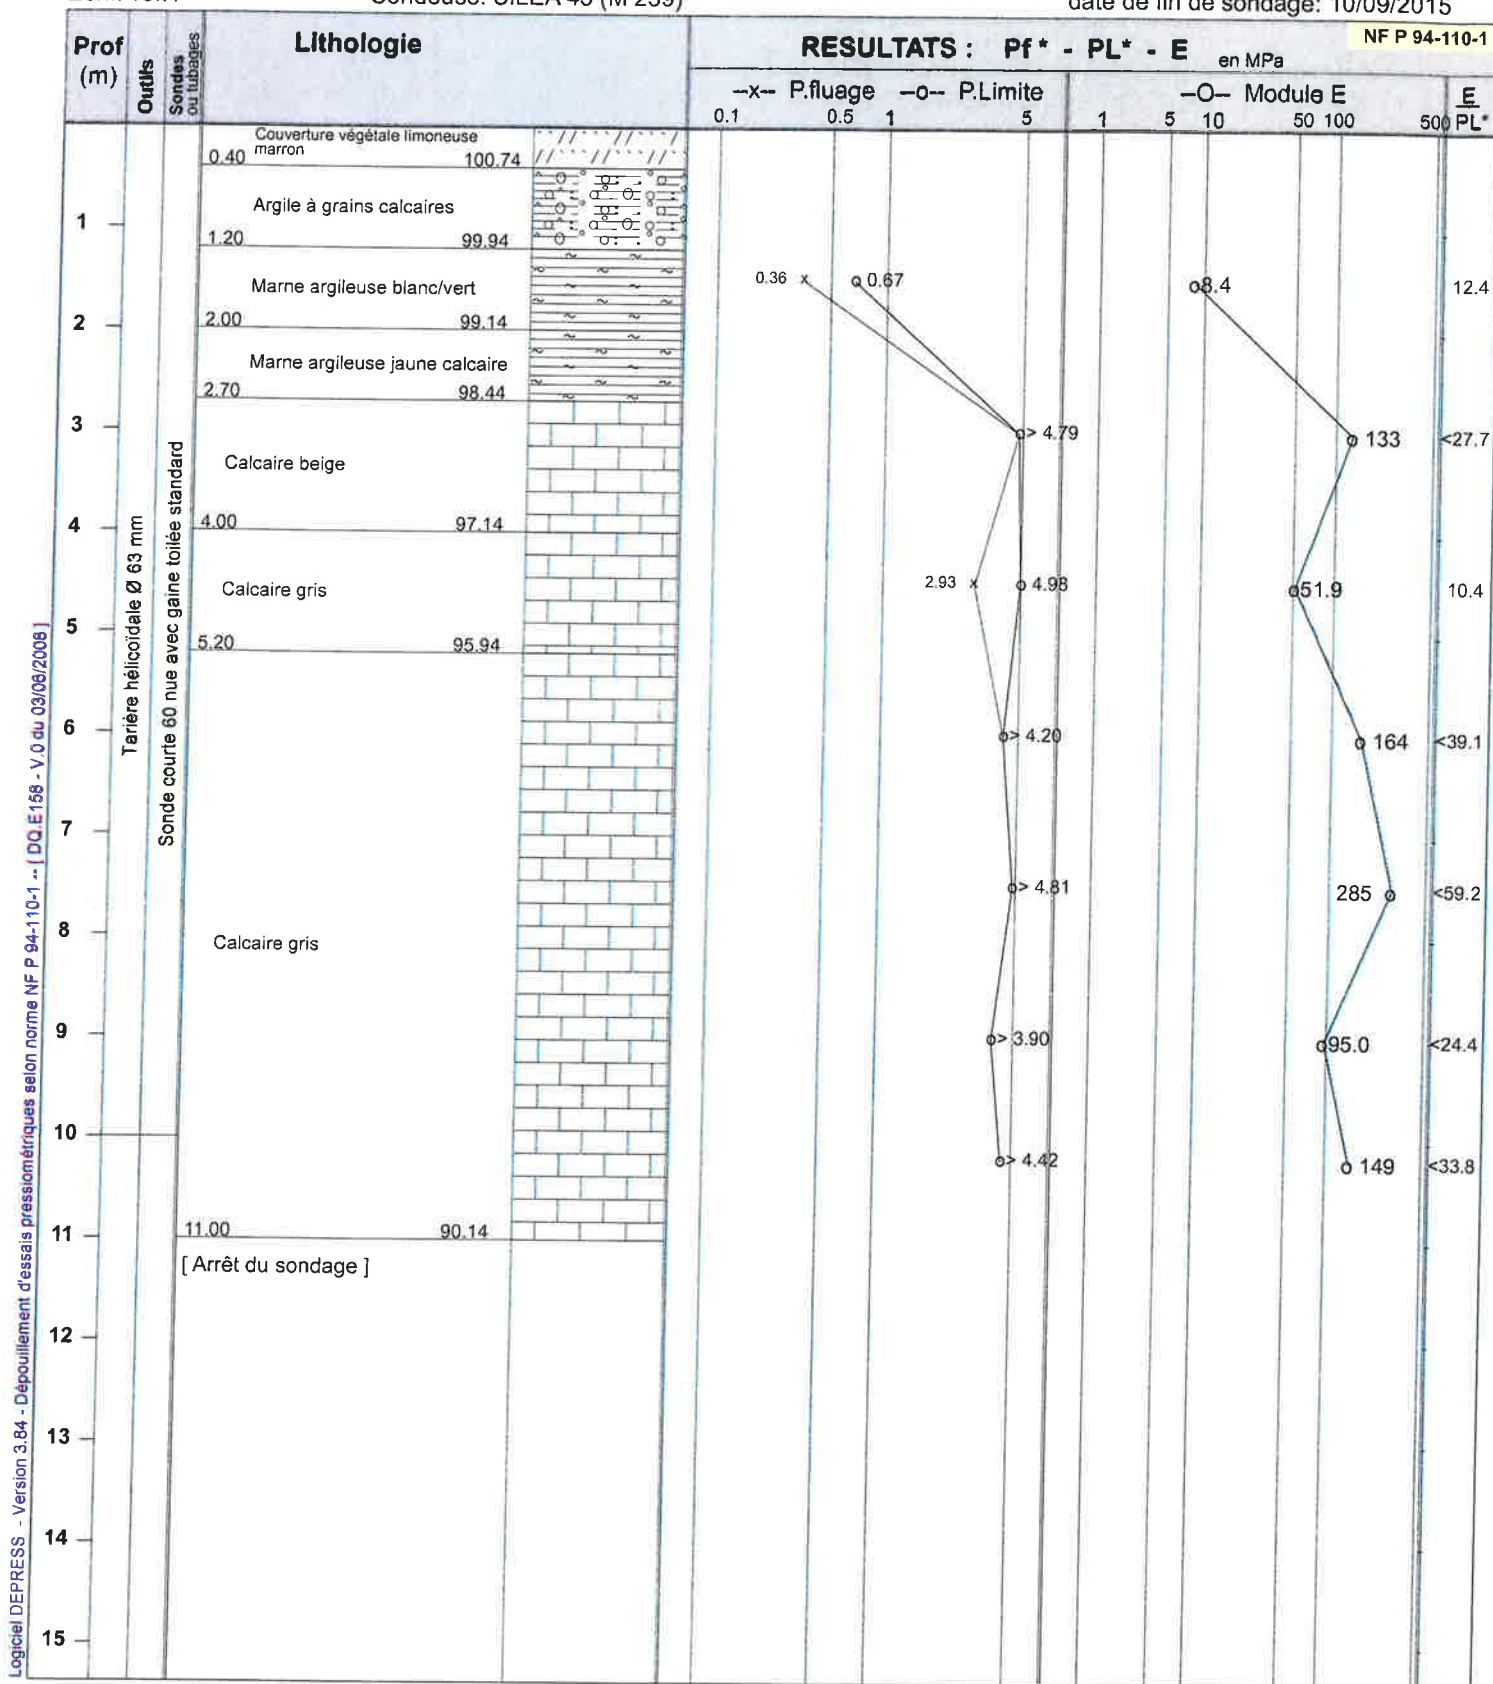 date de fin de sondage: 10/09/2015
NF P 94-110-1
Prof
(m)
Outils
Sondes
ou tubages
Lithologie
RESULTATS : Pf * - PL* - E en MPa
--x-- P.fluage --o-- P.Limite
--O-- Module E
E
PL*
0.1 0.5 1 5 1 5 10 50 100 500
Couverture végétale limoneuse
marron
0.40 100.74
Argile à grains calcaires
1
1.20 99.94
Marne argileuse blanc/vert
0.36 x 0.67 8.4 12.4
2
2.00 99.14
Marne argileuse jaune calcaire
2.70 98.44
3
> 4.79 133 <27.7
Calcaire beige
4
4.00 97.14
Calcaire gris
2.93 x 4.98 51.9 10.4
5
5.20 95.94
6
> 4.20 164 <39.1
7
> 4.81 285 <59.2
8
Calcaire gris
9
> 3.90 95.0 <24.4
10
> 4.42 149 <33.8
11
11.00 90.14
[ Arrêt du sondage ]
12
13
14
15
Tarière hélicoïdale Ø 63 mm
Sonde courte 60 nue avec gaine toilée standard
Logiciel DEPRESS - Version 3.84 - Dépouillement d'essais pressiométriques selon norme NF P 94-110-1 -- [ DQ.E158 - V.0 du 03/06/2008 ]